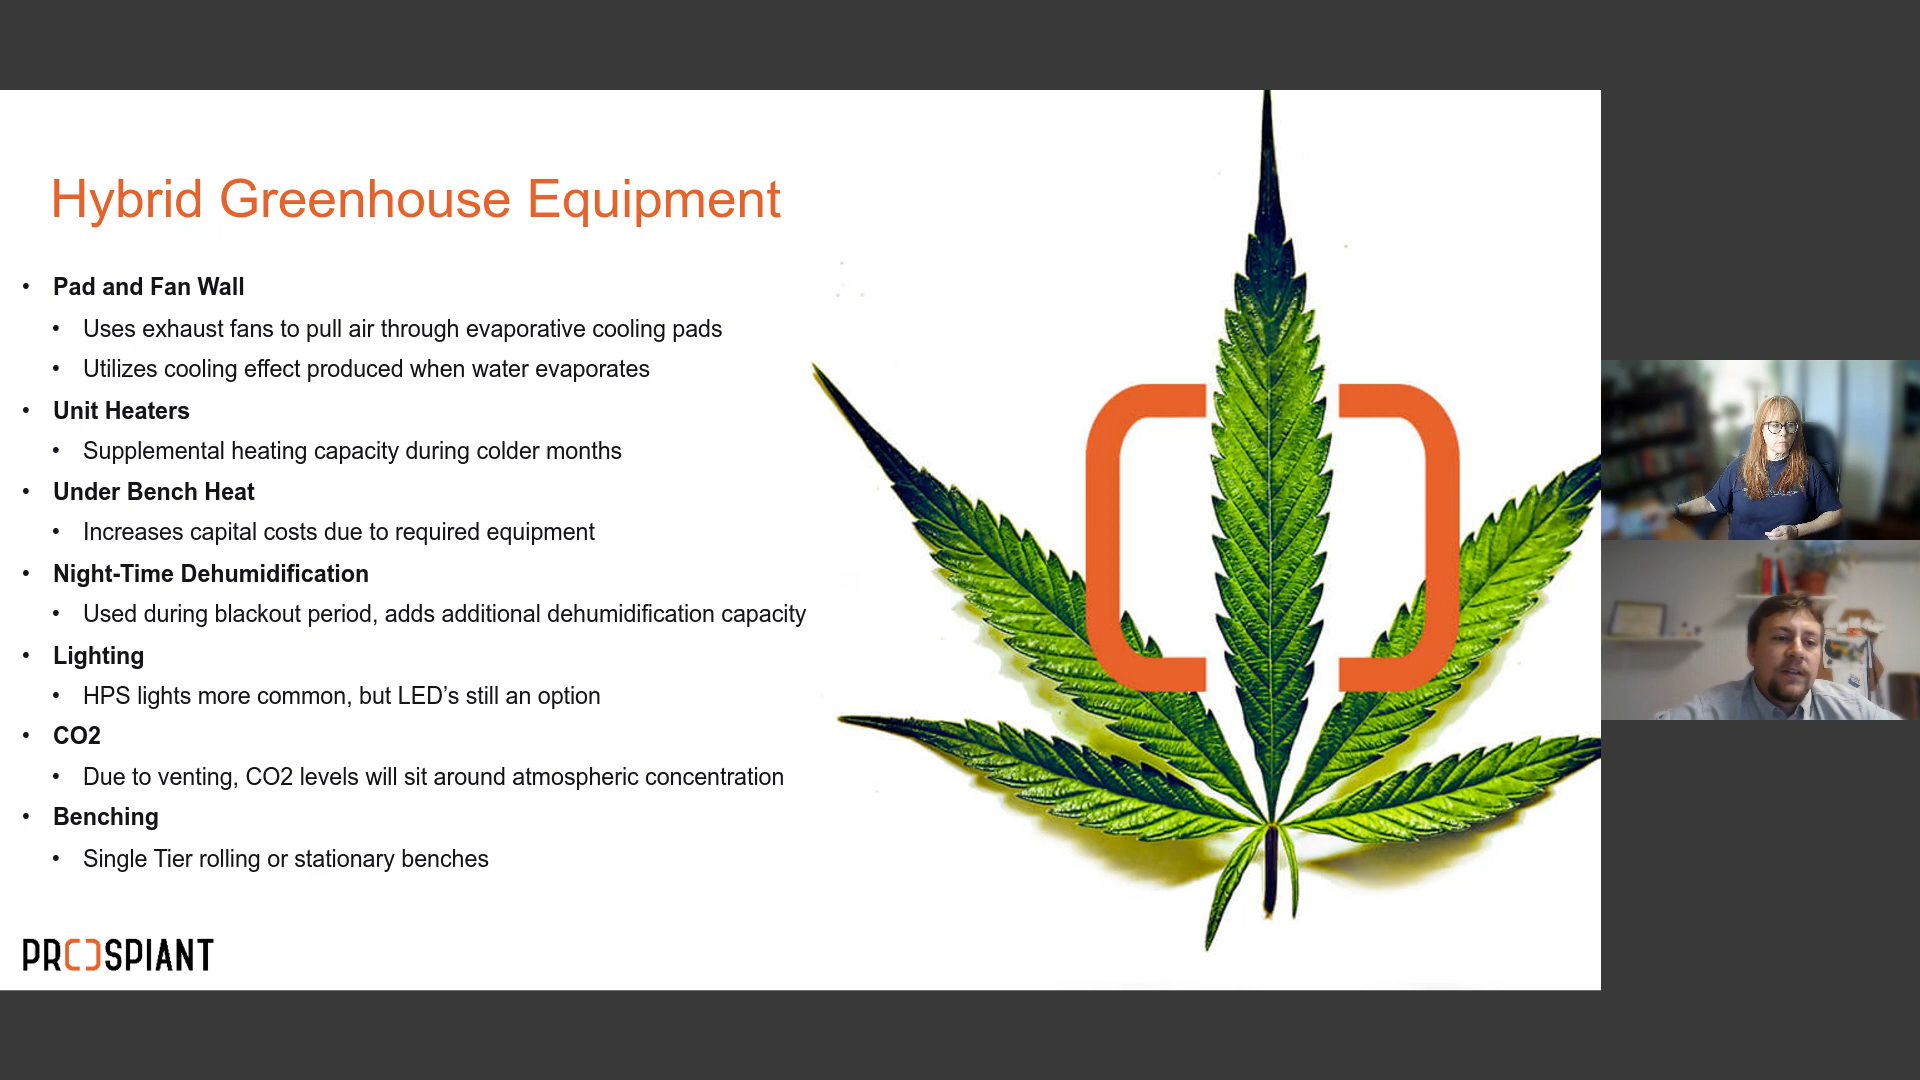 Hybrid Greenhouse Equipment
• Pad and Fan Wall
• Uses exhaust fans to pull air through evaporative cooling pads
• Utilizes cooling effect produced when water evaporates
• Unit Heaters
• Supplemental heating capacity during colder months
• Under Bench Heat
• Increases capital costs due to required equipment
• Night-Time Dehumidification
• Used during blackout period, adds additional dehumidification capacity
• Lighting
• HPS lights more common, but LED’s still an option
• CO2
• Due to venting, CO2 levels will sit around atmospheric concentration
• Benching
• Single Tier rolling or stationary benches
PROSPIANT